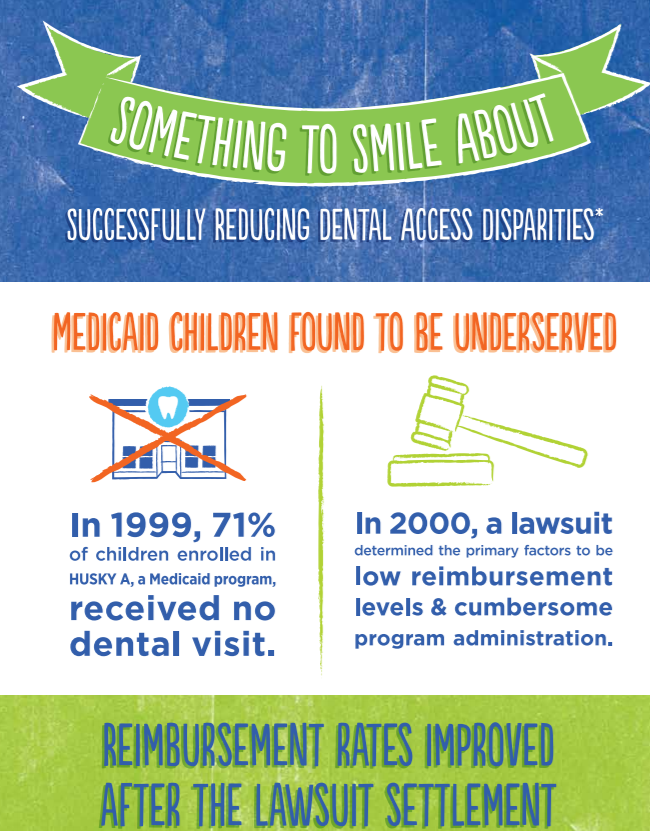 SOMETHING TO SMILE ABOUT
SUCCESSFULLY REDUCING DENTAL ACCESS DISPARITIES*
MEDICAID CHILDREN FOUND TO BE UNDERSERVED
In 1999, 71%
of children enrolled in
HUSKY A, a Medicaid program,
received no
dental visit.
In 2000, a lawsuit
determined the primary factors to be
low reimbursement
levels & cumbersome
program administration.
REIMBURSEMENT RATES IMPROVED
AFTER THE LAWSUIT SETTLEMENT